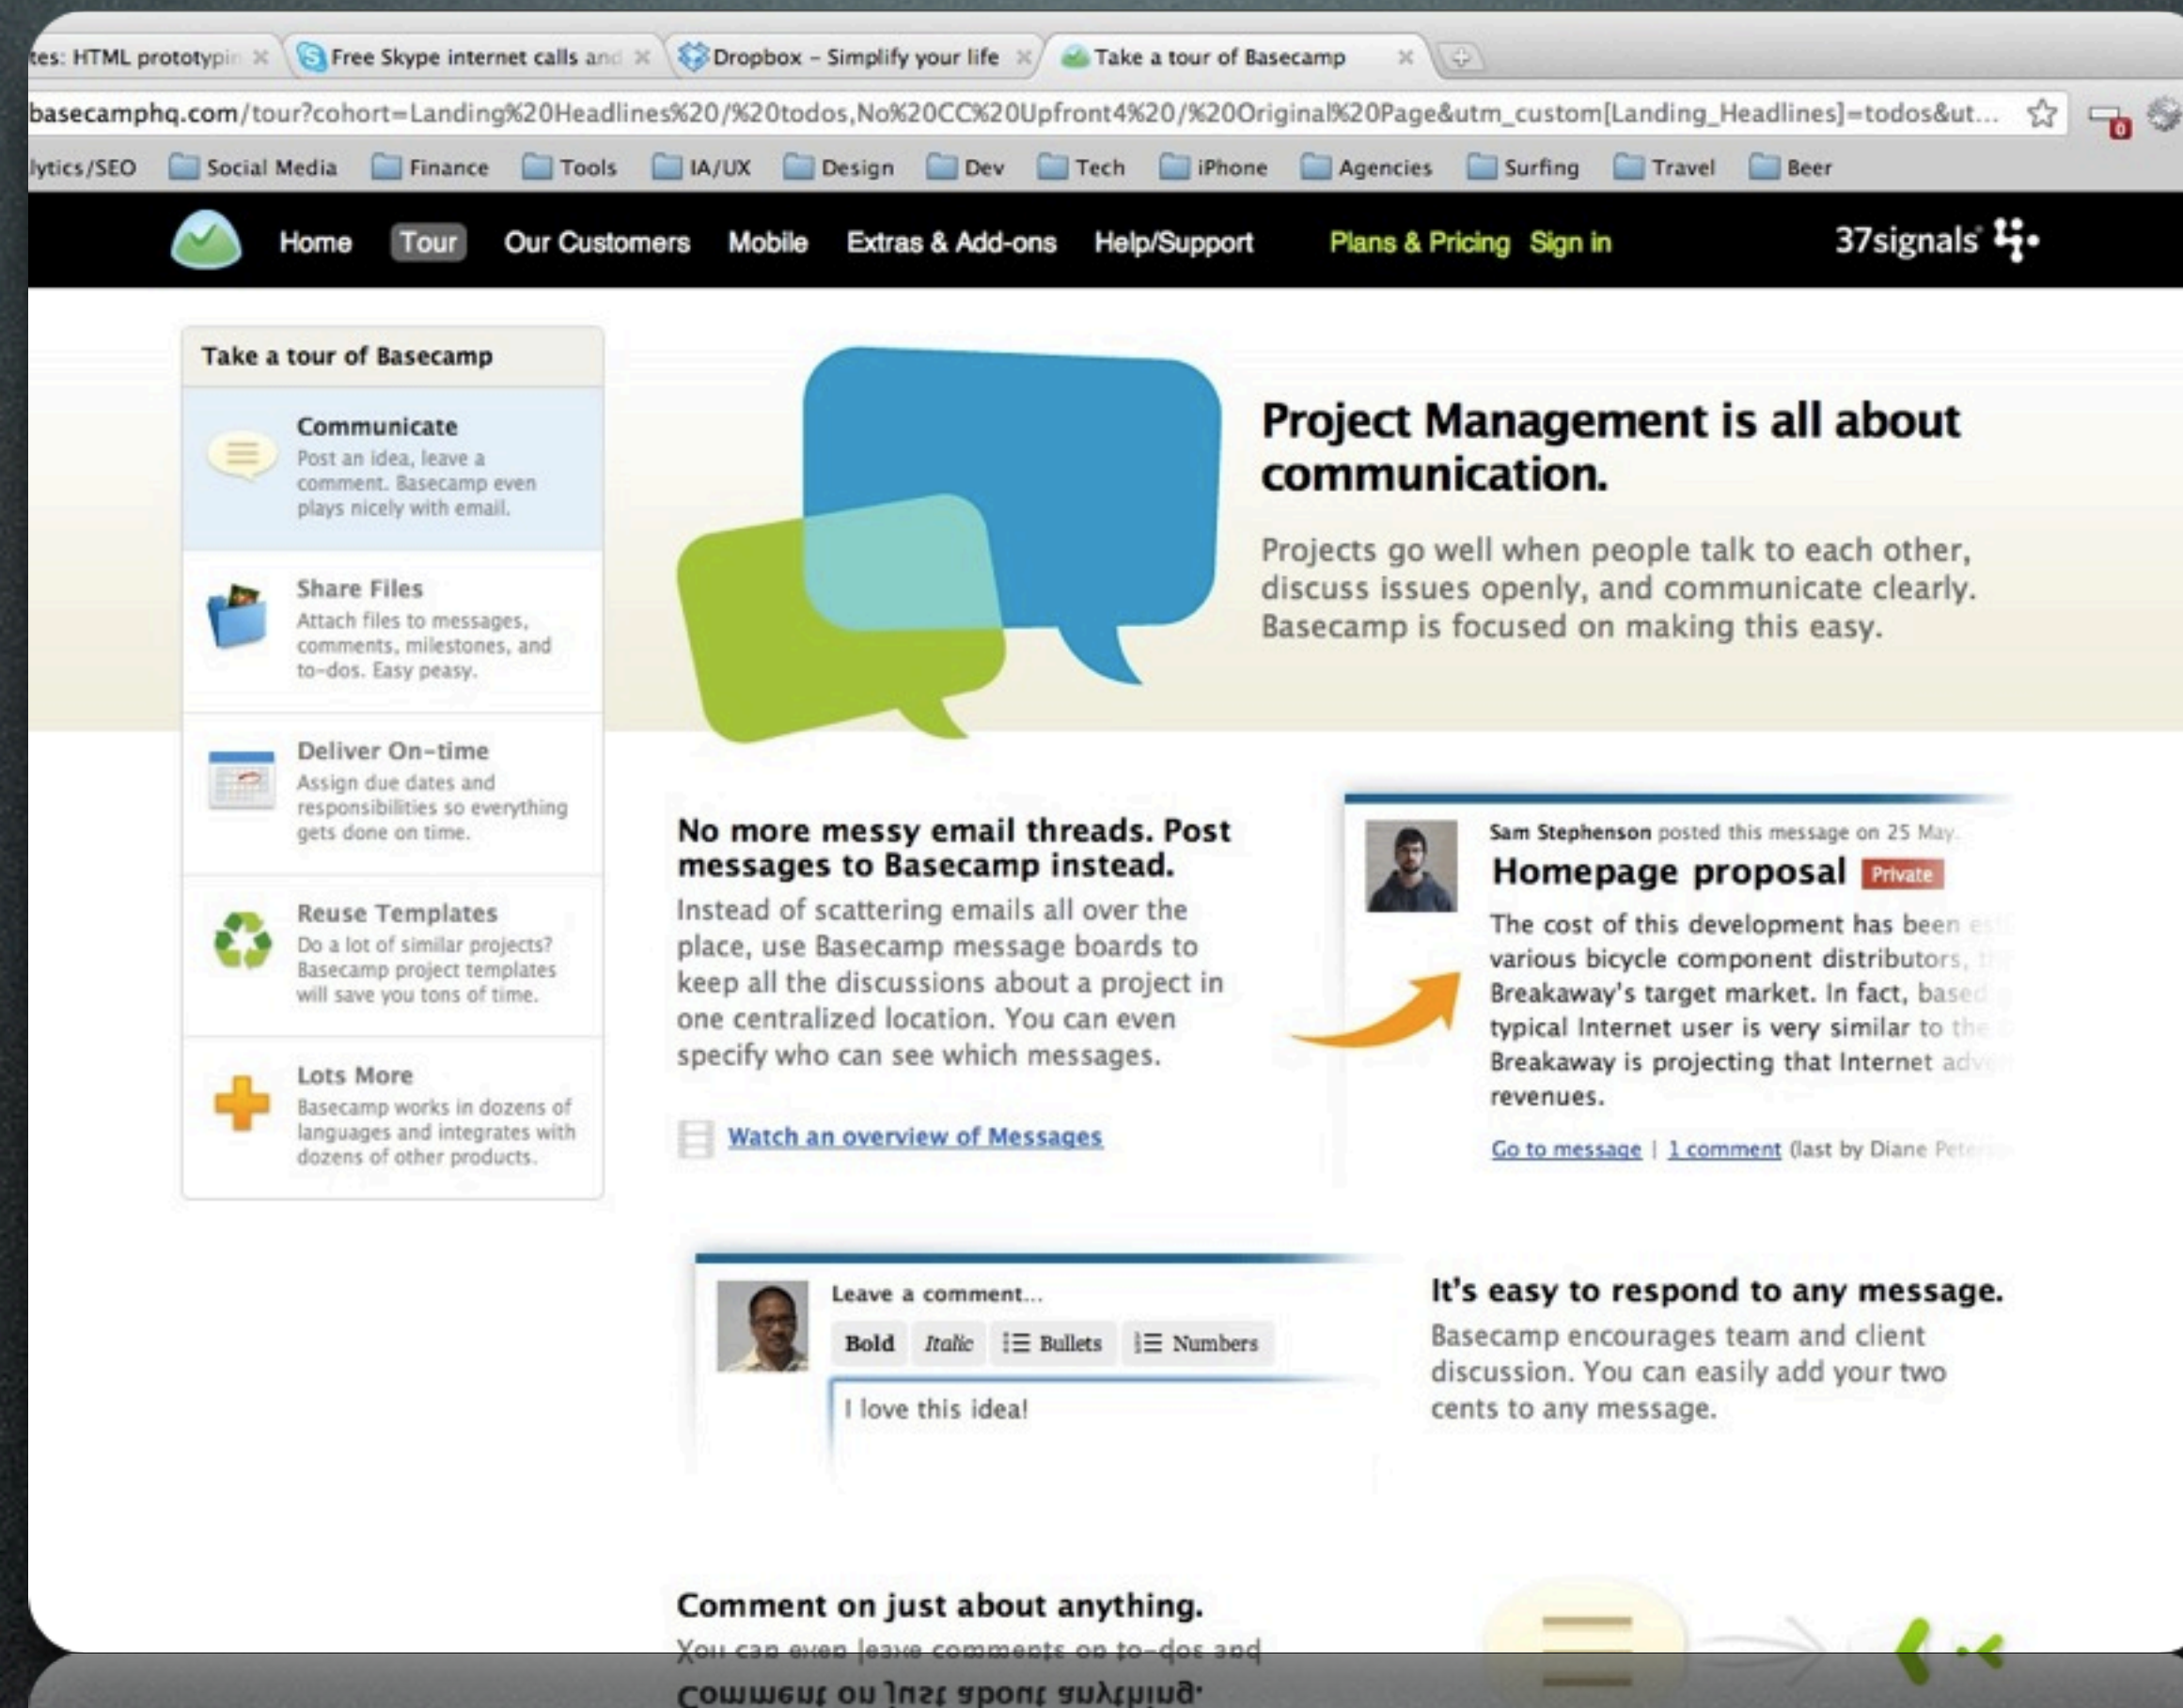 tes: HTML prototypin
Free Skype internet calls and
Dropbox – Simplify your life
Take a tour of Basecamp
basecamphq.com/tour?cohort=Landing%20Headlines%20/%20todos,No%20CC%20Upfront4%20/%20Original%20Page&utm_custom[Landing_Headlines]=todos&ut...
0
lytics/SEO
Social Media
Finance
Tools
IA/UX
Design
Dev
Tech
iPhone
Agencies
Surfing
Travel
Beer
Home
Tour
Our Customers
Mobile
Extras & Add-ons
Help/Support
Plans & Pricing
Sign in
37signals
Take a tour of Basecamp
Communicate
Post an idea, leave a
comment. Basecamp even
plays nicely with email.
Share Files
Attach files to messages,
comments, milestones, and
to-dos. Easy peasy.
Deliver On-time
Assign due dates and
responsibilities so everything
gets done on time.
Reuse Templates
Do a lot of similar projects?
Basecamp project templates
will save you tons of time.
Lots More
Basecamp works in dozens of
languages and integrates with
dozens of other products.
Project Management is all about
communication.
Projects go well when people talk to each other,
discuss issues openly, and communicate clearly.
Basecamp is focused on making this easy.
No more messy email threads. Post
messages to Basecamp instead.
Instead of scattering emails all over the
place, use Basecamp message boards to
keep all the discussions about a project in
one centralized location. You can even
specify who can see which messages.
Watch an overview of Messages
Sam Stephenson posted this message on 25 May.
Homepage proposal Private
The cost of this development has been
various bicycle component distributors,
Breakaway's target market. In fact, based
typical Internet user is very similar to the
Breakaway is projecting that Internet
revenues.
Go to message | 1 comment (last by Diane
Leave a comment...
Bold Italic Bullets Numbers
I love this idea!
It's easy to respond to any message.
Basecamp encourages team and client
discussion. You can easily add your two
cents to any message.
Comment on just about anything.
You can even leave comments on to-dos and